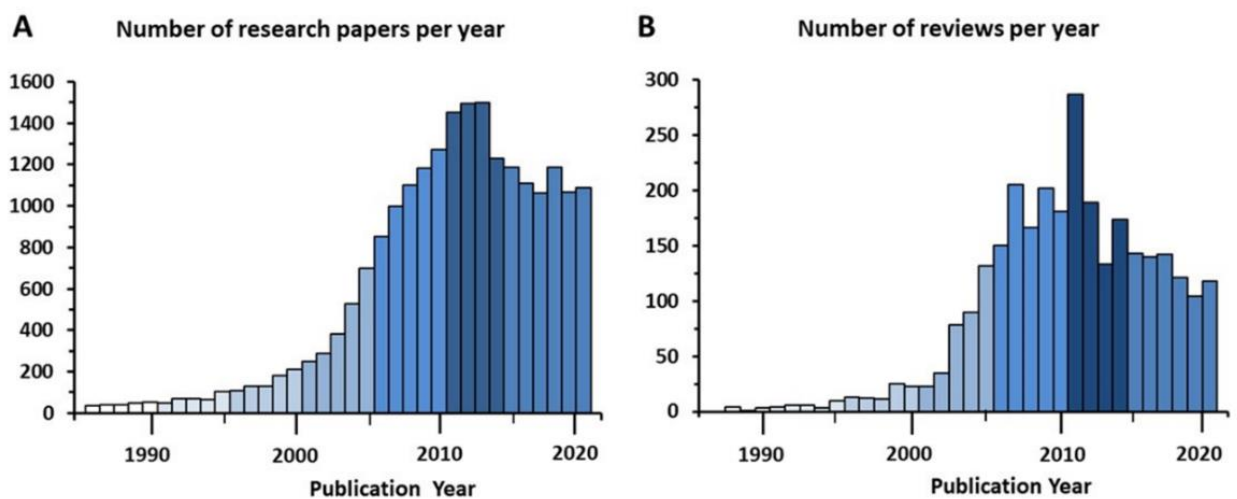 A Number of research papers per year
1600
1400
1200
1000
800
600
400
200
0
1990 2000 2010 2020
Publication Year
B Number of reviews per year
300
250
200
150
100
50
0
1990 2000 2010 2020
Publication Year